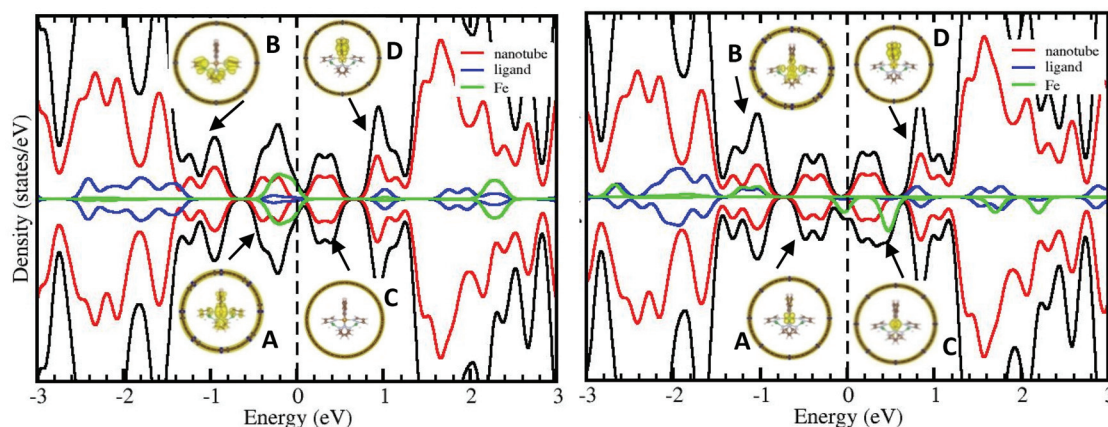 B
D
nanotube
ligand
Fe
A
C
Density (states/eV)
-3
-2
-1
0
1
2
3
Energy (eV)
B
D
nanotube
ligand
Fe
A
C
-3
-2
-1
0
1
2
3
Energy (eV)